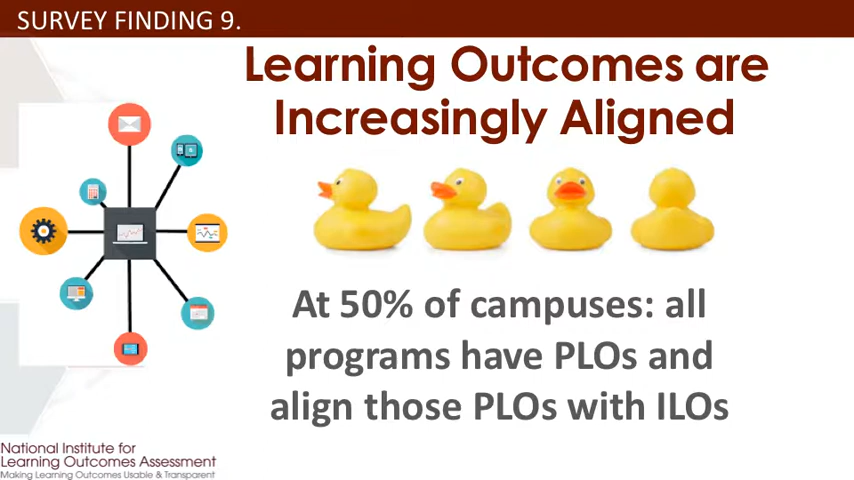 SURVEY FINDING 9.
Learning Outcomes are
Increasingly Aligned
At 50% of campuses: all
programs have PLOs and
align those PLOs with ILOs
National Institute for
Learning Outcomes Assessment
Making Learning Outcomes Usable & Transparent